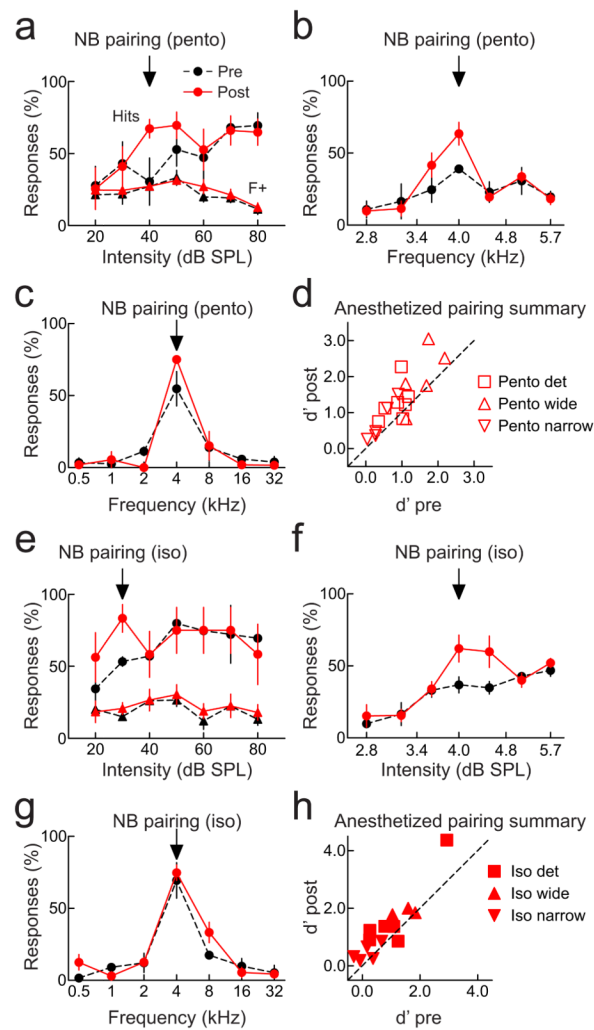 a
NB pairing (pento)
Pre
Post
Hits
F+
100
50
0
Responses (%)
20 40 60 80
Intensity (dB SPL)
b
NB pairing (pento)
100
50
0
Responses (%)
2.8 3.4 4.0 4.8 5.7
Frequency (kHz)
c
NB pairing (pento)
100
50
0
Responses (%)
0.5 1 2 4 8 16 32
Frequency (kHz)
d
Anesthetized pairing summary
3.0
2.0
1.0
0.0
d' post
0.0 1.0 2.0 3.0
d' pre
Pento det
Pento wide
Pento narrow
e
NB pairing (iso)
100
50
0
Responses (%)
20 40 60 80
Intensity (dB SPL)
f
NB pairing (iso)
100
50
0
Responses (%)
2.8 3.4 4.0 4.8 5.7
Intensity (dB SPL)
g
NB pairing (iso)
100
50
0
Responses (%)
0.5 1 2 4 8 16 32
Frequency (kHz)
h
Anesthetized pairing summary
4.0
2.0
0.0
d' post
0.0 2.0 4.0
d' pre
Iso det
Iso wide
Iso narrow